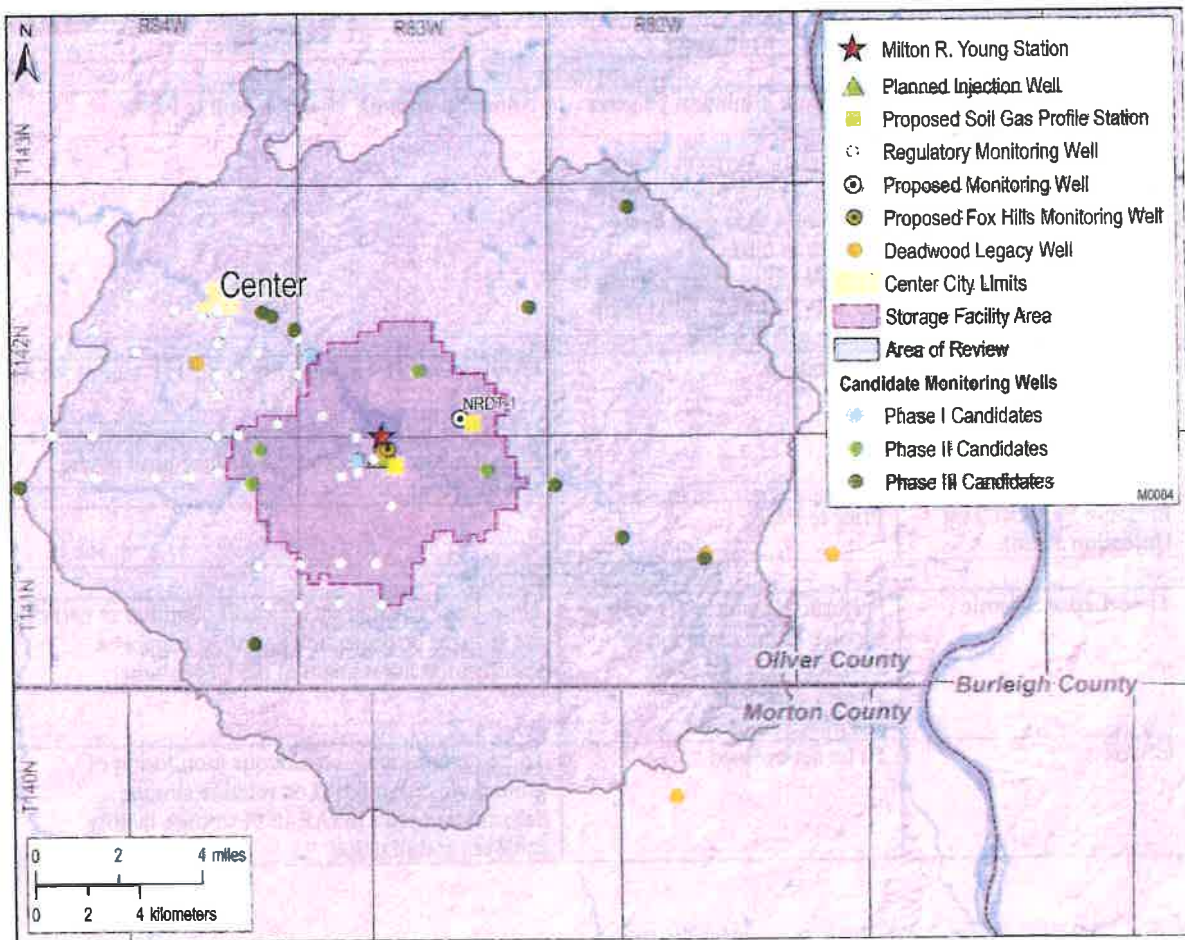 N
R84W
R83W
R82W
T143N
T142N
T141N
T140N
Center
NRDT-1
Oliver County
Burleigh County
Morton County
Milton R. Young Station
Planned Injection Well
Proposed Soil Gas Profile Station
Regulatory Monitoring Well
Proposed Monitoring Well
Proposed Fox Hills Monitoring Well
Deadwood Legacy Well
Center City Limits
Storage Facility Area
Area of Review
Candidate Monitoring Wells
Phase I Candidates
Phase II Candidates
Phase III Candidates
M0084
0 2 4 miles
0 2 4 kilometers